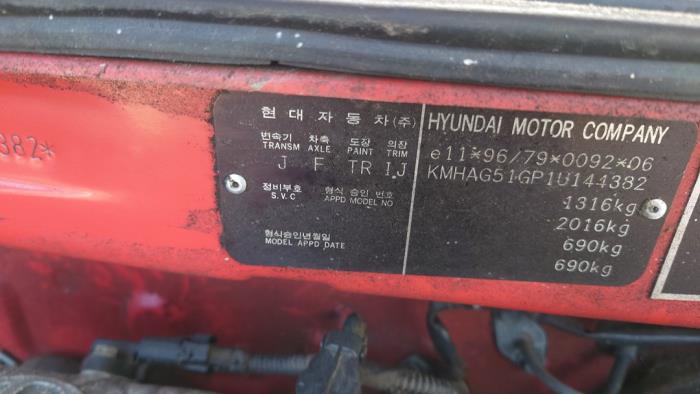 382*
현대자동차(주)
변속기 차축 도장 의장
TRANSM AXLE PAINT TRIM
J F TR IJ
정비부호 형식 승인 번호
S.V.C APPD MODEL NO
형식승인년월일
MODEL APPD DATE
HYUNDAI MOTOR COMPANY
e11*96/79*0092*06
KMHAG51GP1U144382
1316kg
2016kg
690kg
690kg